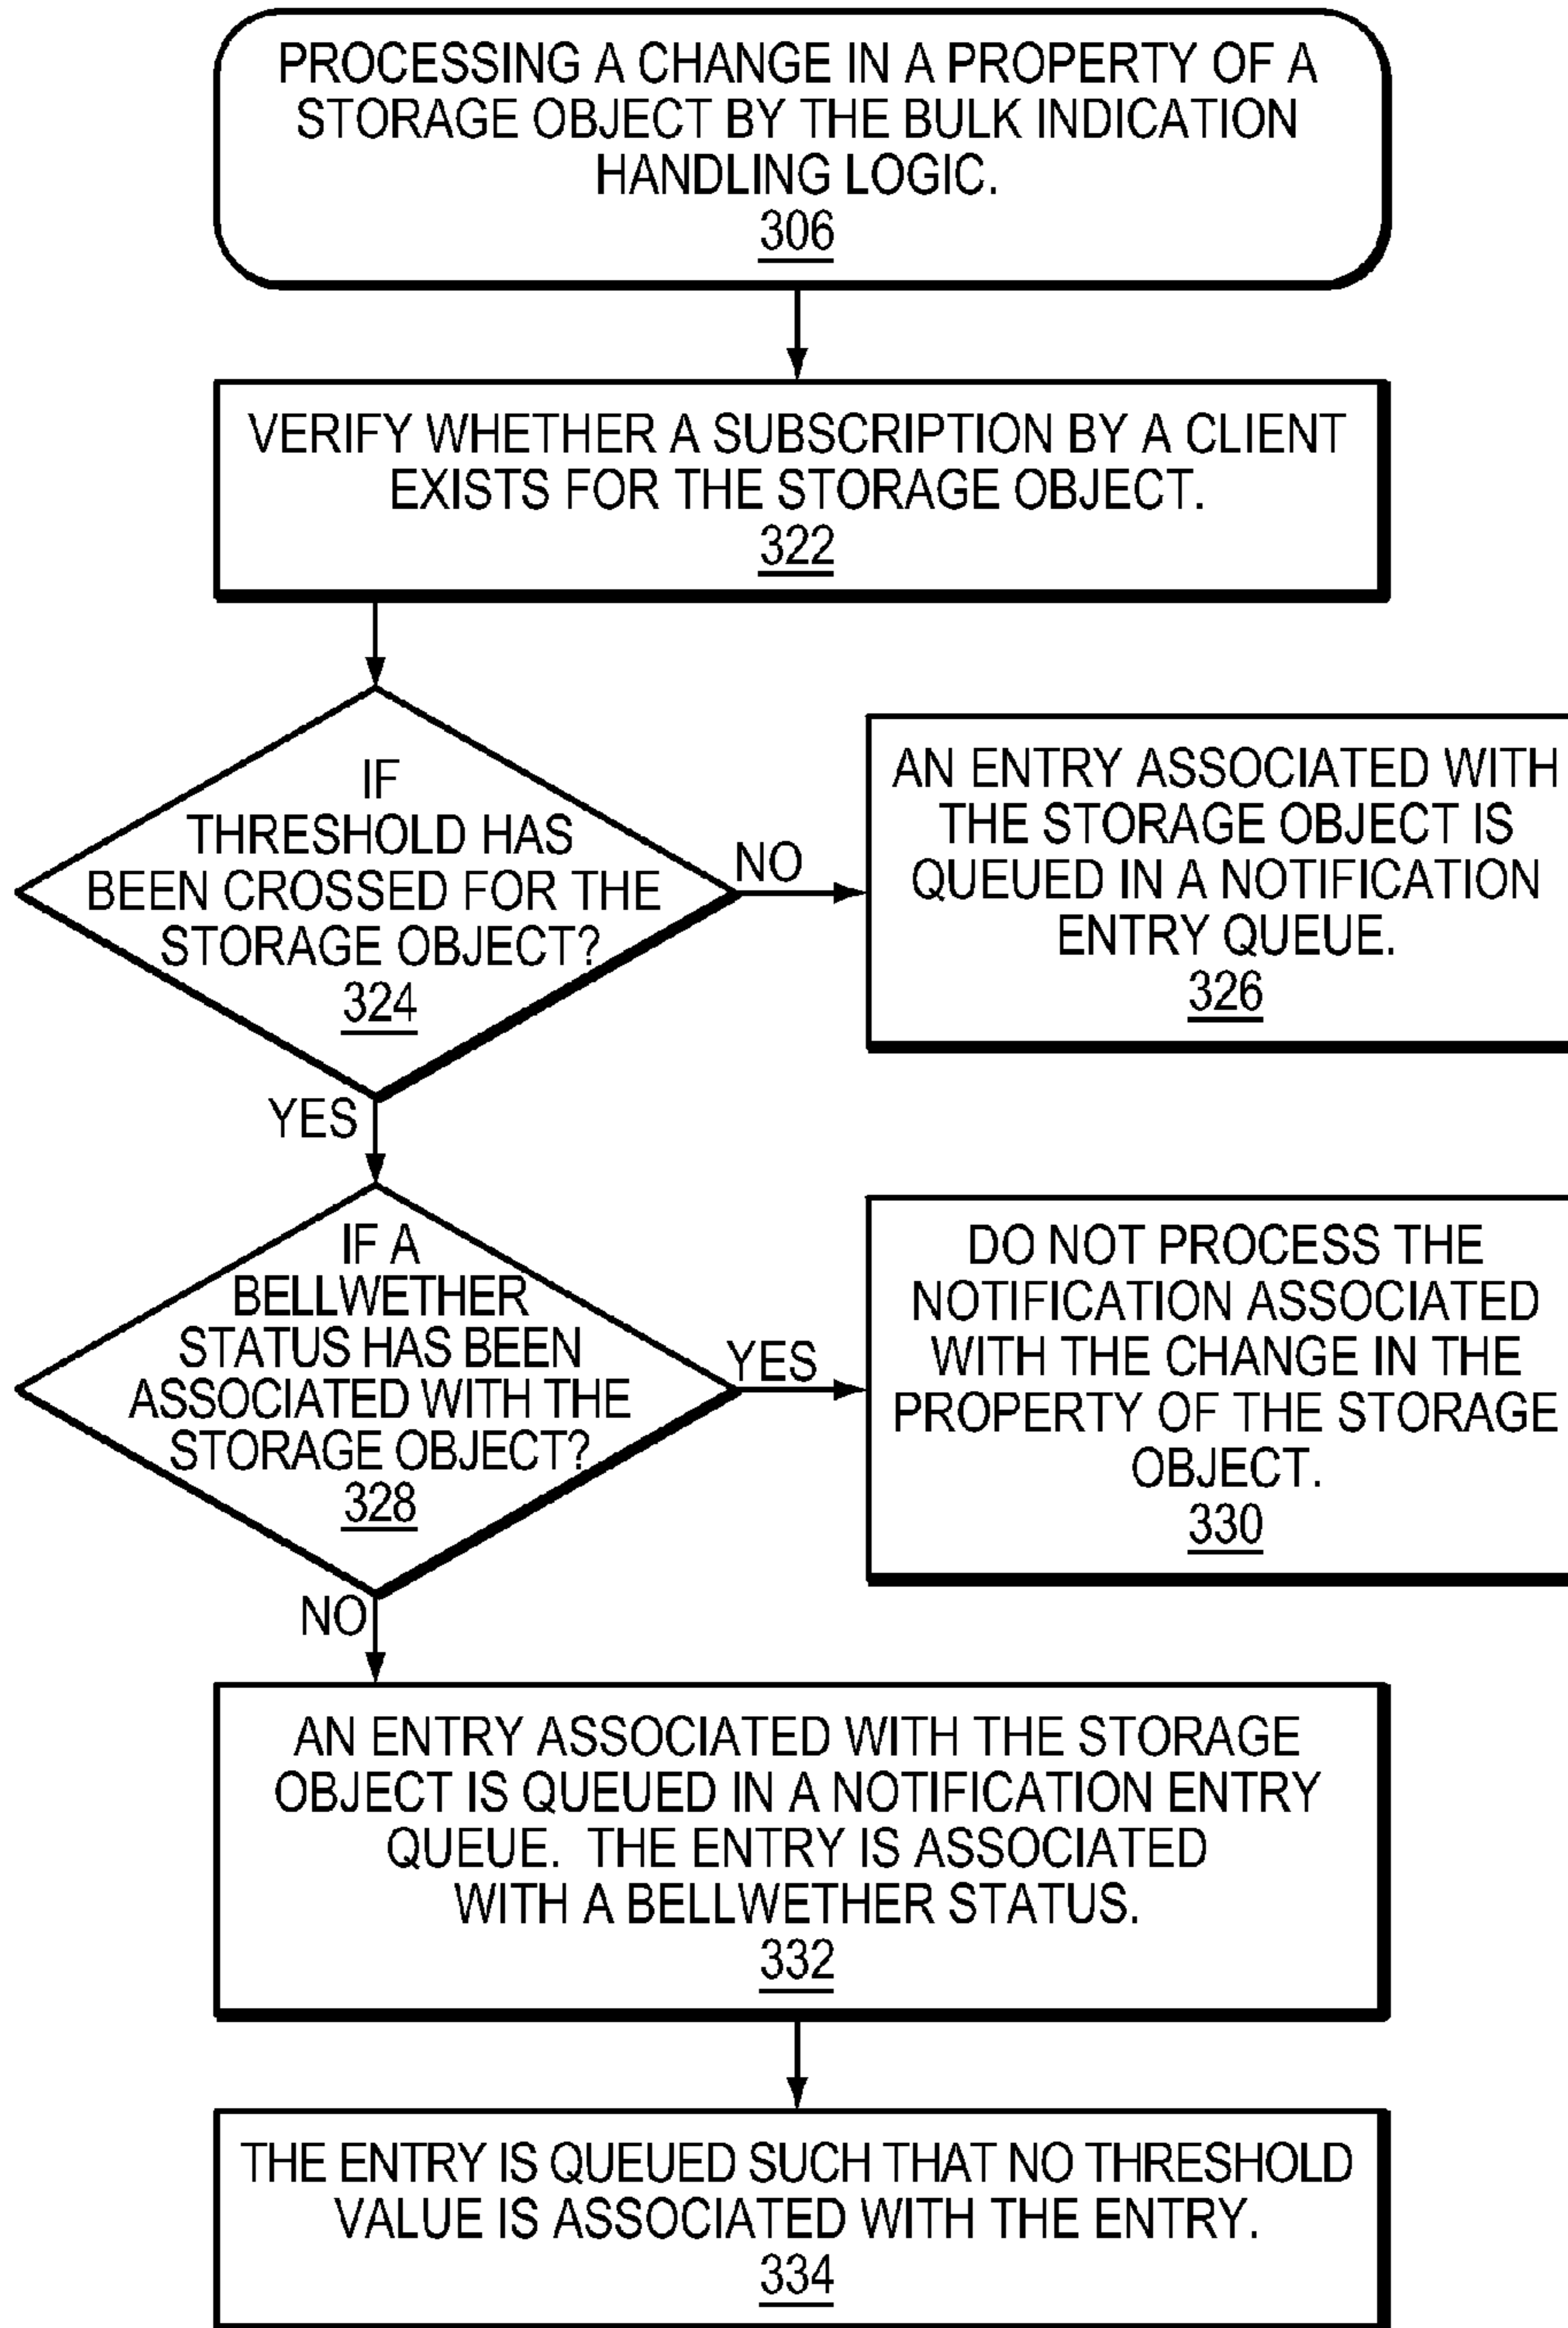 PROCESSING A CHANGE IN A PROPERTY OF A
STORAGE OBJECT BY THE BULK INDICATION
HANDLING LOGIC.
306
VERIFY WHETHER A SUBSCRIPTION BY A CLIENT
EXISTS FOR THE STORAGE OBJECT.
322
IF
THRESHOLD HAS
BEEN CROSSED FOR THE
STORAGE OBJECT?
324
NO
AN ENTRY ASSOCIATED WITH
THE STORAGE OBJECT IS
QUEUED IN A NOTIFICATION
ENTRY QUEUE.
326
YES
IF A
BELLWETHER
STATUS HAS BEEN
ASSOCIATED WITH THE
STORAGE OBJECT?
328
YES
DO NOT PROCESS THE
NOTIFICATION ASSOCIATED
WITH THE CHANGE IN THE
PROPERTY OF THE STORAGE
OBJECT.
330
NO
AN ENTRY ASSOCIATED WITH THE STORAGE
OBJECT IS QUEUED IN A NOTIFICATION ENTRY
QUEUE. THE ENTRY IS ASSOCIATED
WITH A BELLWETHER STATUS.
332
THE ENTRY IS QUEUED SUCH THAT NO THRESHOLD
VALUE IS ASSOCIATED WITH THE ENTRY.
334